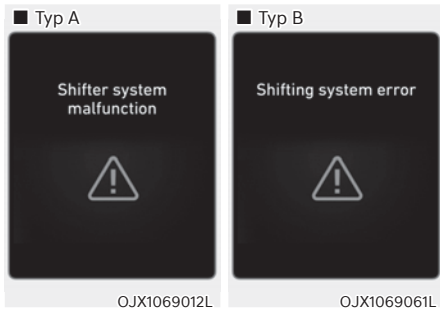 ■ Typ A
Shifter system
malfunction
OJX1069012L
■ Typ B
Shifting system error
OJX1069061L